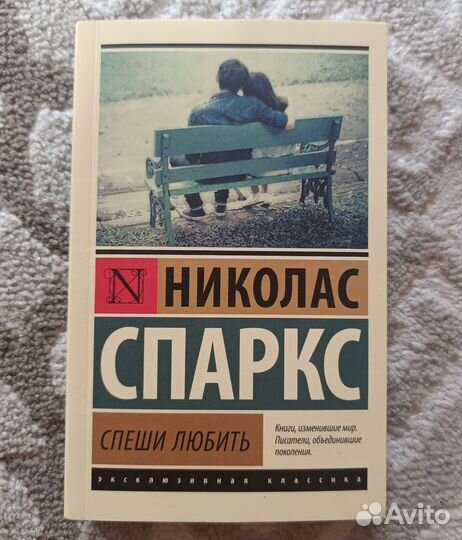 N НИКОЛАС
СПАРКС
СПЕШИ ЛЮБИТЬ
Книги, изменившие мир.
Писатели, объединившие
поколения.
эксклюзивная классика
Avito